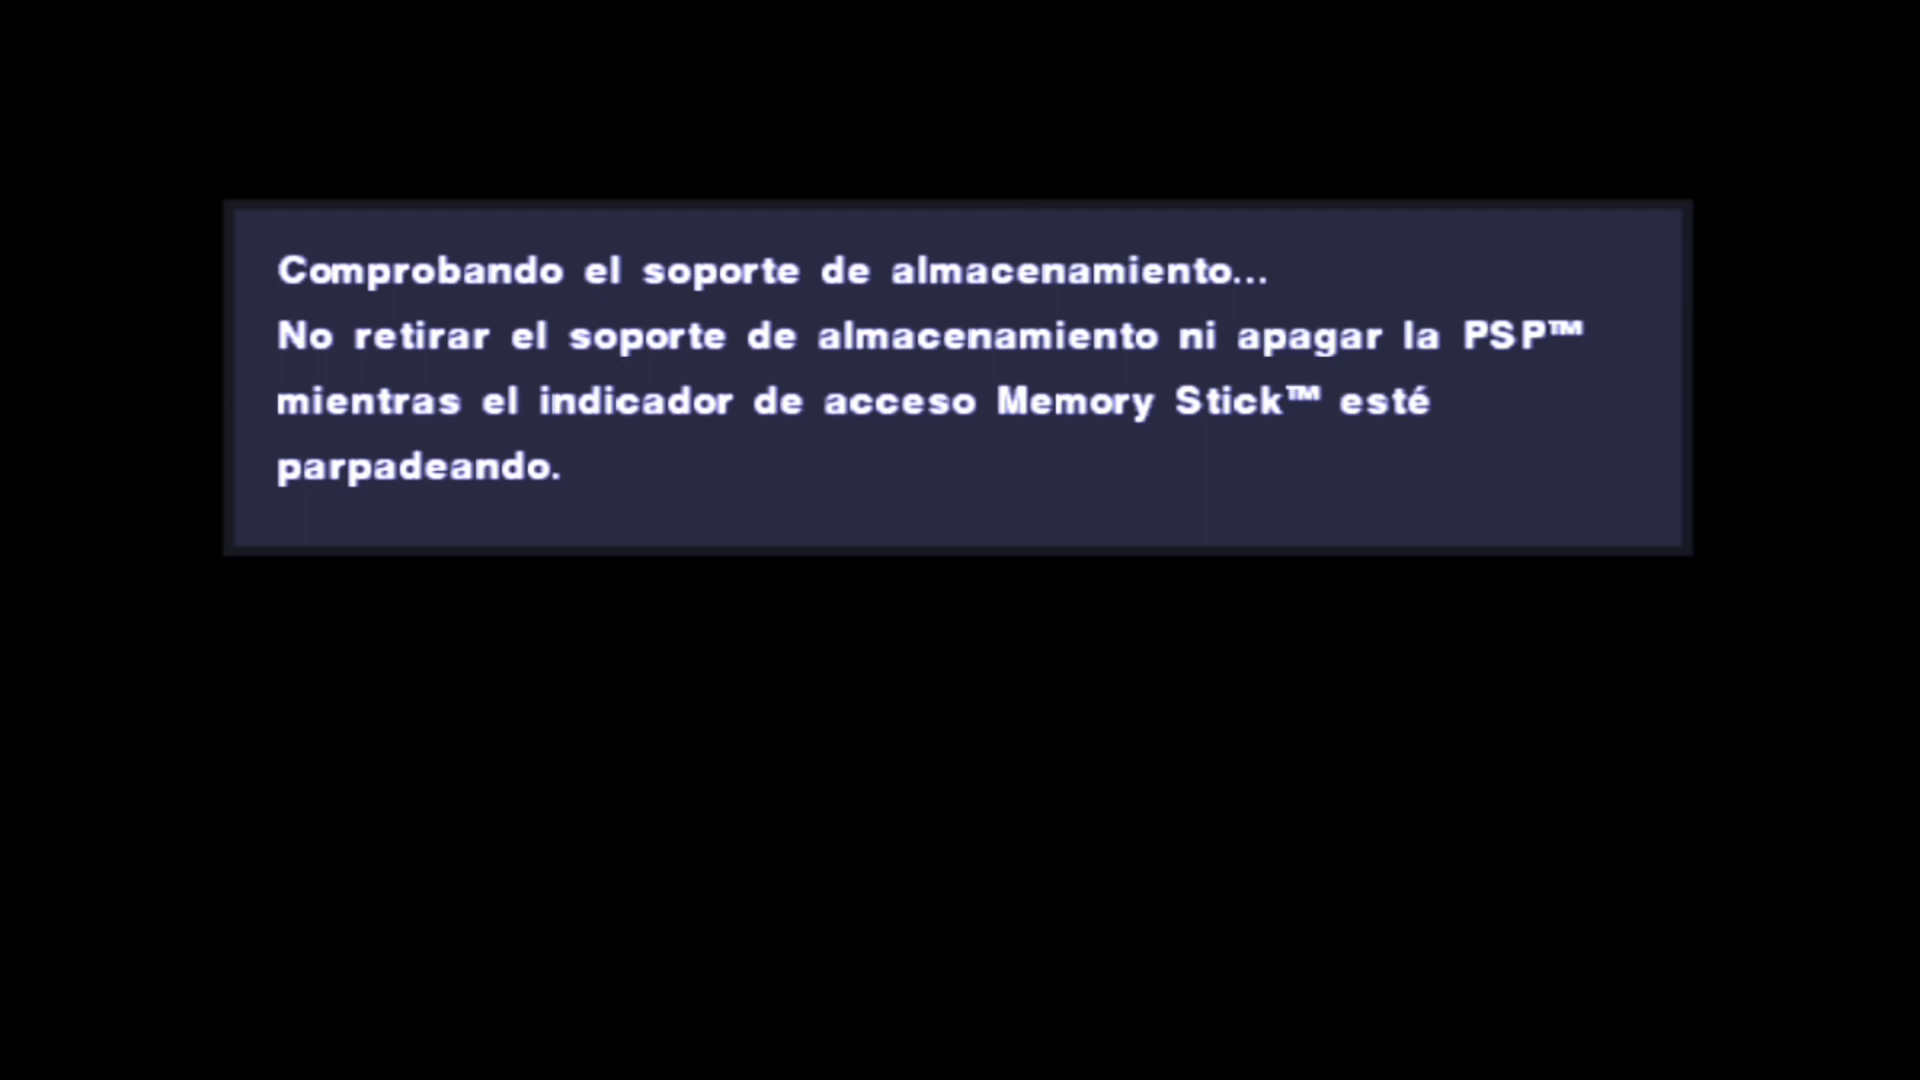 Comprobando el soporte de almacenamiento...
No retirar el soporte de almacenamiento ni apagar la PSP™
mientras el indicador de acceso Memory Stick™ esté
parpadeando.